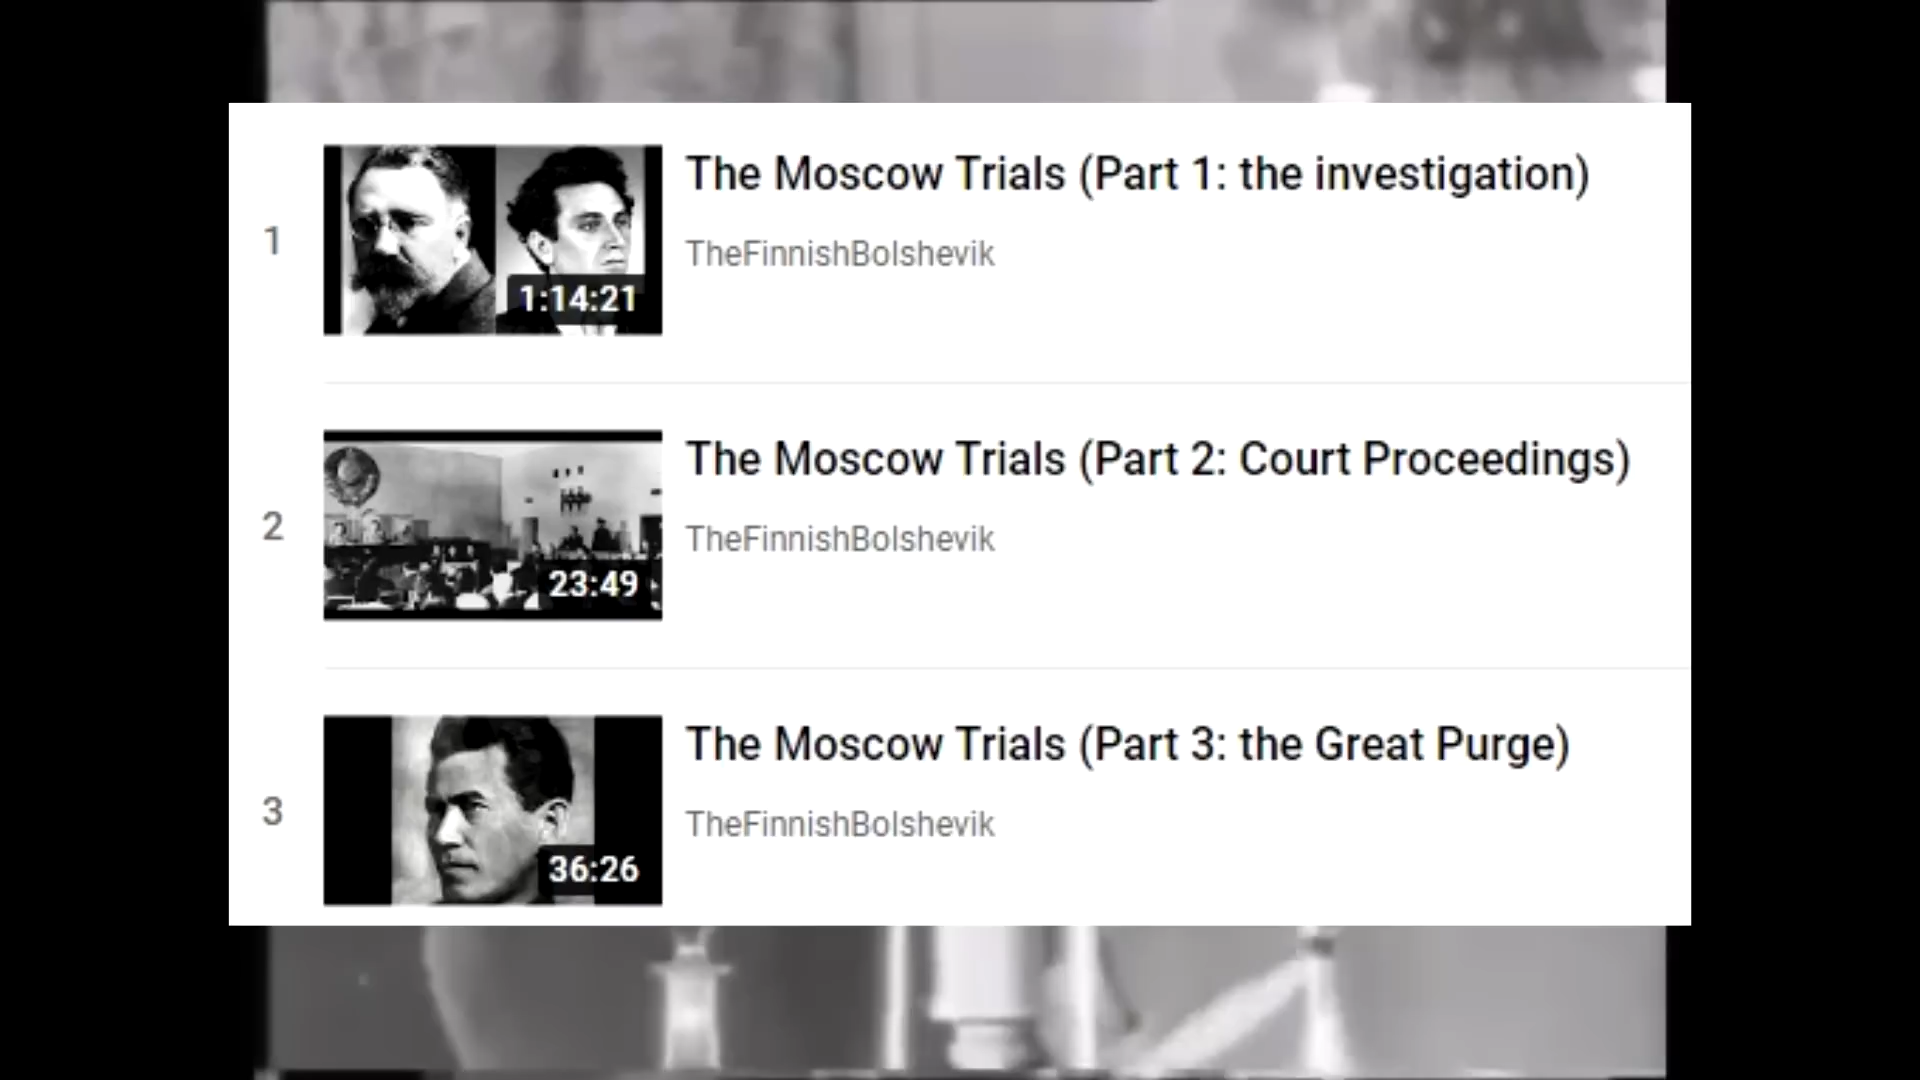 1
The Moscow Trials (Part 1: the investigation)
TheFinnishBolshevik
1:14:21
2
The Moscow Trials (Part 2: Court Proceedings)
TheFinnishBolshevik
23:49
3
The Moscow Trials (Part 3: the Great Purge)
TheFinnishBolshevik
36:26